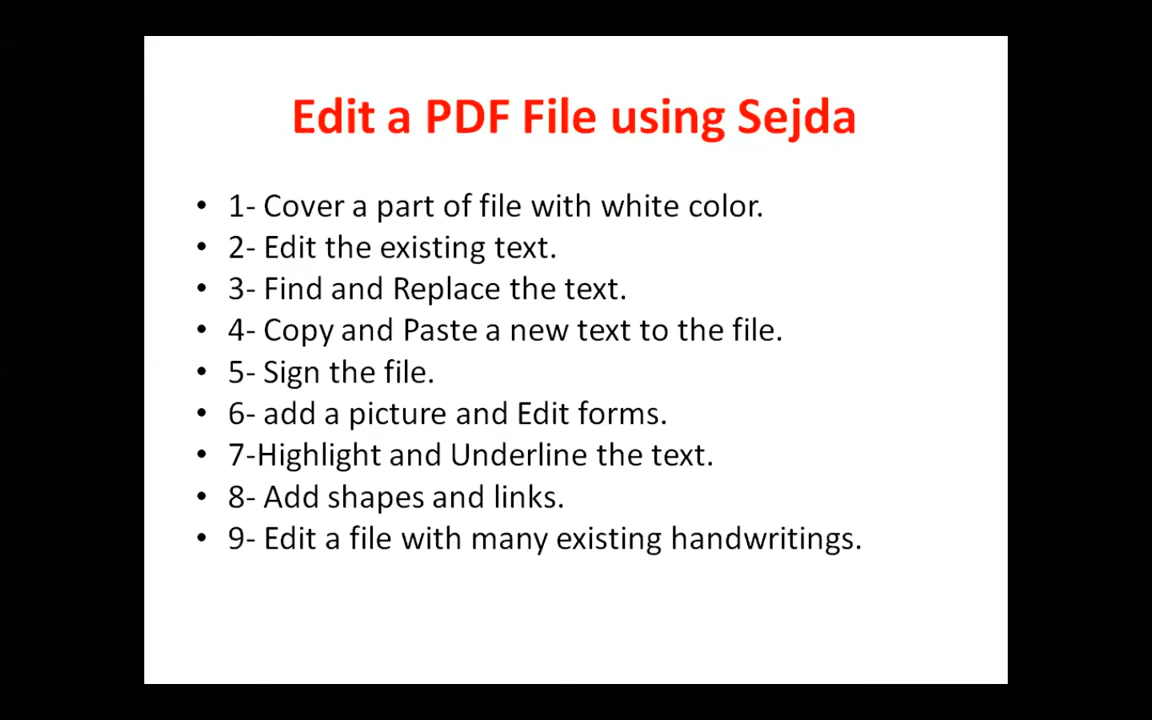 Edit a PDF File using Sejda
• 1- Cover a part of file with white color.
• 2- Edit the existing text.
• 3- Find and Replace the text.
• 4- Copy and Paste a new text to the file.
• 5- Sign the file.
• 6- add a picture and Edit forms.
• 7-Highlight and Underline the text.
• 8- Add shapes and links.
• 9- Edit a file with many existing handwritings.